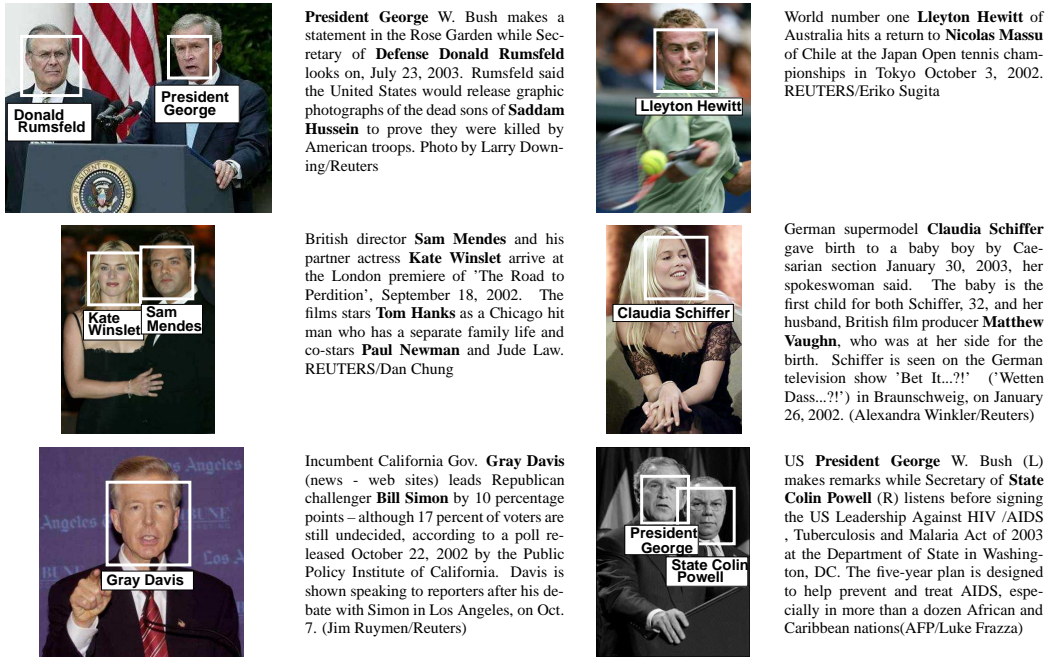 Donald
Rumsfeld
President
George
President George W. Bush makes a
statement in the Rose Garden while Sec-
retary of Defense Donald Rumsfeld
looks on, July 23, 2003. Rumsfeld said
the United States would release graphic
photographs of the dead sons of Saddam
Hussein to prove they were killed by
American troops. Photo by Larry Down-
ing/Reuters
Lleyton Hewitt
World number one Lleyton Hewitt of
Australia hits a return to Nicolas Massu
of Chile at the Japan Open tennis cham-
pionships in Tokyo October 3, 2002.
REUTERS/Eriko Sugita
Kate
Winslet
Sam
Mendes
British director Sam Mendes and his
partner actress Kate Winslet arrive at
the London premiere of 'The Road to
Perdition', September 18, 2002. The
films stars Tom Hanks as a Chicago hit
man who has a separate family life and
co-stars Paul Newman and Jude Law.
REUTERS/Dan Chung
Claudia Schiffer
German supermodel Claudia Schiffer
gave birth to a baby boy by Cae-
sarian section January 30, 2003, her
spokeswoman said. The baby is the
first child for both Schiffer, 32, and her
husband, British film producer Matthew
Vaughn, who was at her side for the
birth. Schiffer is seen on the German
television show 'Bet It...?!' ('Wetten
Dass...?!') in Braunschweig, on January
26, 2002. (Alexandra Winkler/Reuters)
Los Angeles
Angeles
UNE
Los A
Gray Davis
Incumbent California Gov. Gray Davis
(news - web sites) leads Republican
challenger Bill Simon by 10 percentage
points – although 17 percent of voters are
still undecided, according to a poll re-
leased October 22, 2002 by the Public
Policy Institute of California. Davis is
shown speaking to reporters after his de-
bate with Simon in Los Angeles, on Oct.
7. (Jim Ruymen/Reuters)
President
George
State Colin
Powell
US President George W. Bush (L)
makes remarks while Secretary of State
Colin Powell (R) listens before signing
the US Leadership Against HIV /AIDS
, Tuberculosis and Malaria Act of 2003
at the Department of State in Washing-
ton, DC. The five-year plan is designed
to help prevent and treat AIDS, espe-
cially in more than a dozen African and
Caribbean nations(AFP/Luke Frazza)